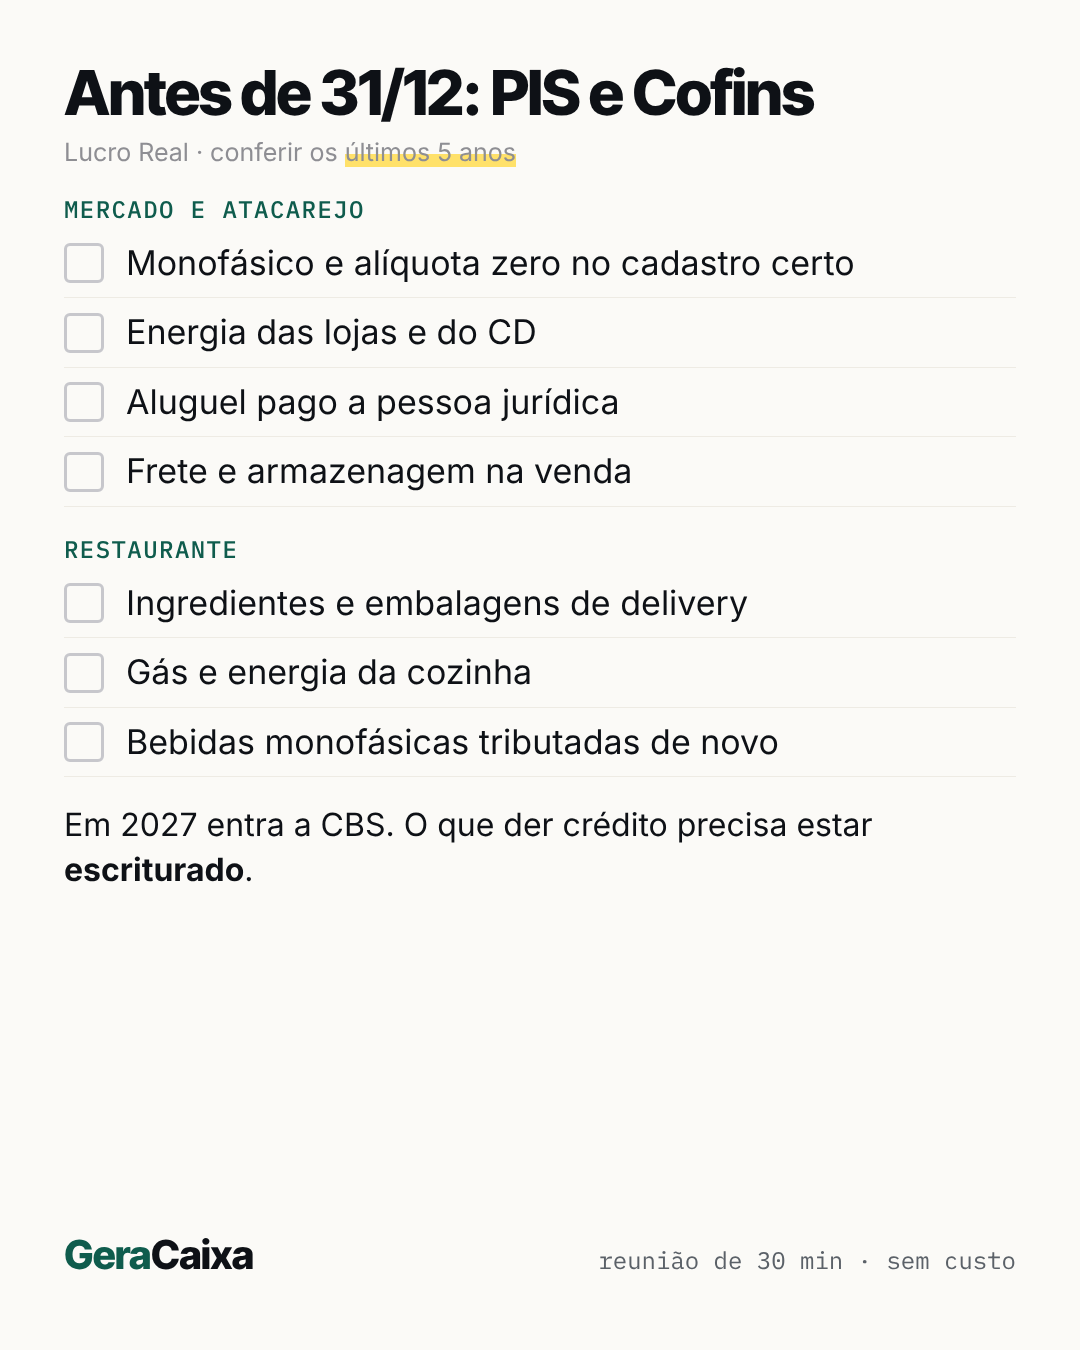 Antes de 31/12: PIS e Cofins
Lucro Real · conferir os últimos 5 anos
MERCADO E ATACAREJO
Monofásico e alíquota zero no cadastro certo
Energia das lojas e do CD
Aluguel pago a pessoa jurídica
Frete e armazenagem na venda
RESTAURANTE
Ingredientes e embalagens de delivery
Gás e energia da cozinha
Bebidas monofásicas tributadas de novo
Em 2027 entra a CBS. O que der crédito precisa estar
escriturado.
GeraCaixa
reunião de 30 min · sem custo